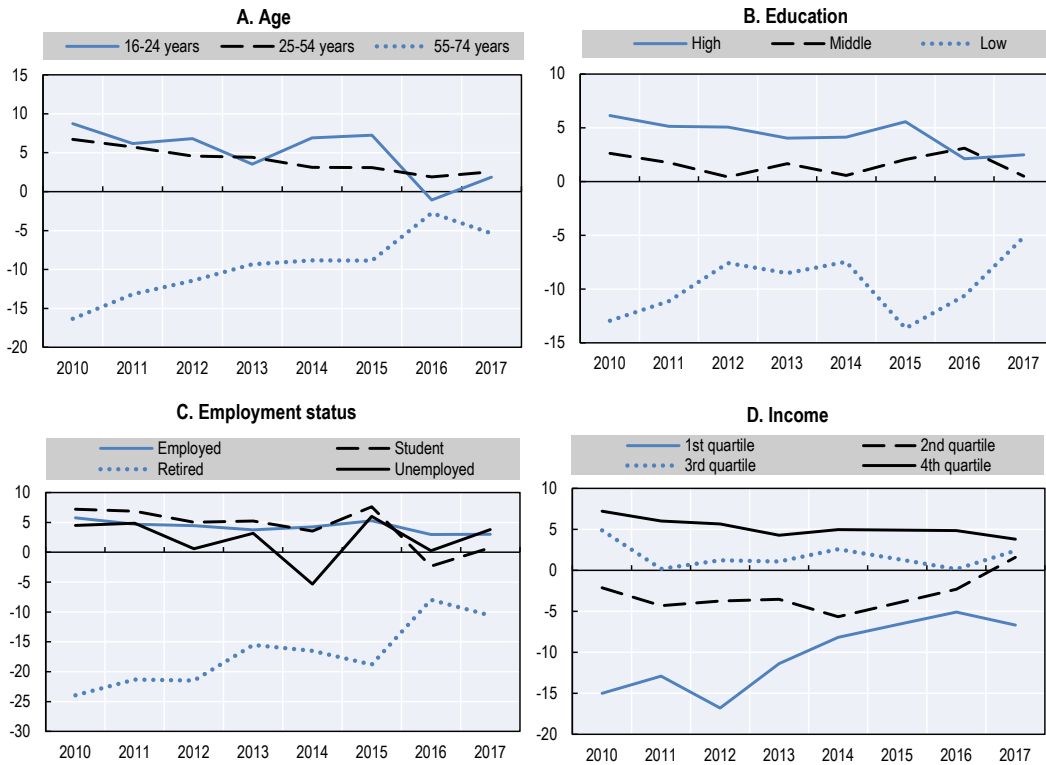 A. Age
16-24 years 25-54 years 55-74 years
15
10
5
0
-5
-10
-15
-20
2010 2011 2012 2013 2014 2015 2016 2017
B. Education
High Middle Low
10
5
0
-5
-10
-15
2010 2011 2012 2013 2014 2015 2016 2017
C. Employment status
Employed Student
Retired Unemployed
10
5
0
-5
-10
-15
-20
-25
-30
2010 2011 2012 2013 2014 2015 2016 2017
D. Income
1st quartile 2nd quartile
3rd quartile 4th quartile
10
5
0
-5
-10
-15
-20
2010 2011 2012 2013 2014 2015 2016 2017